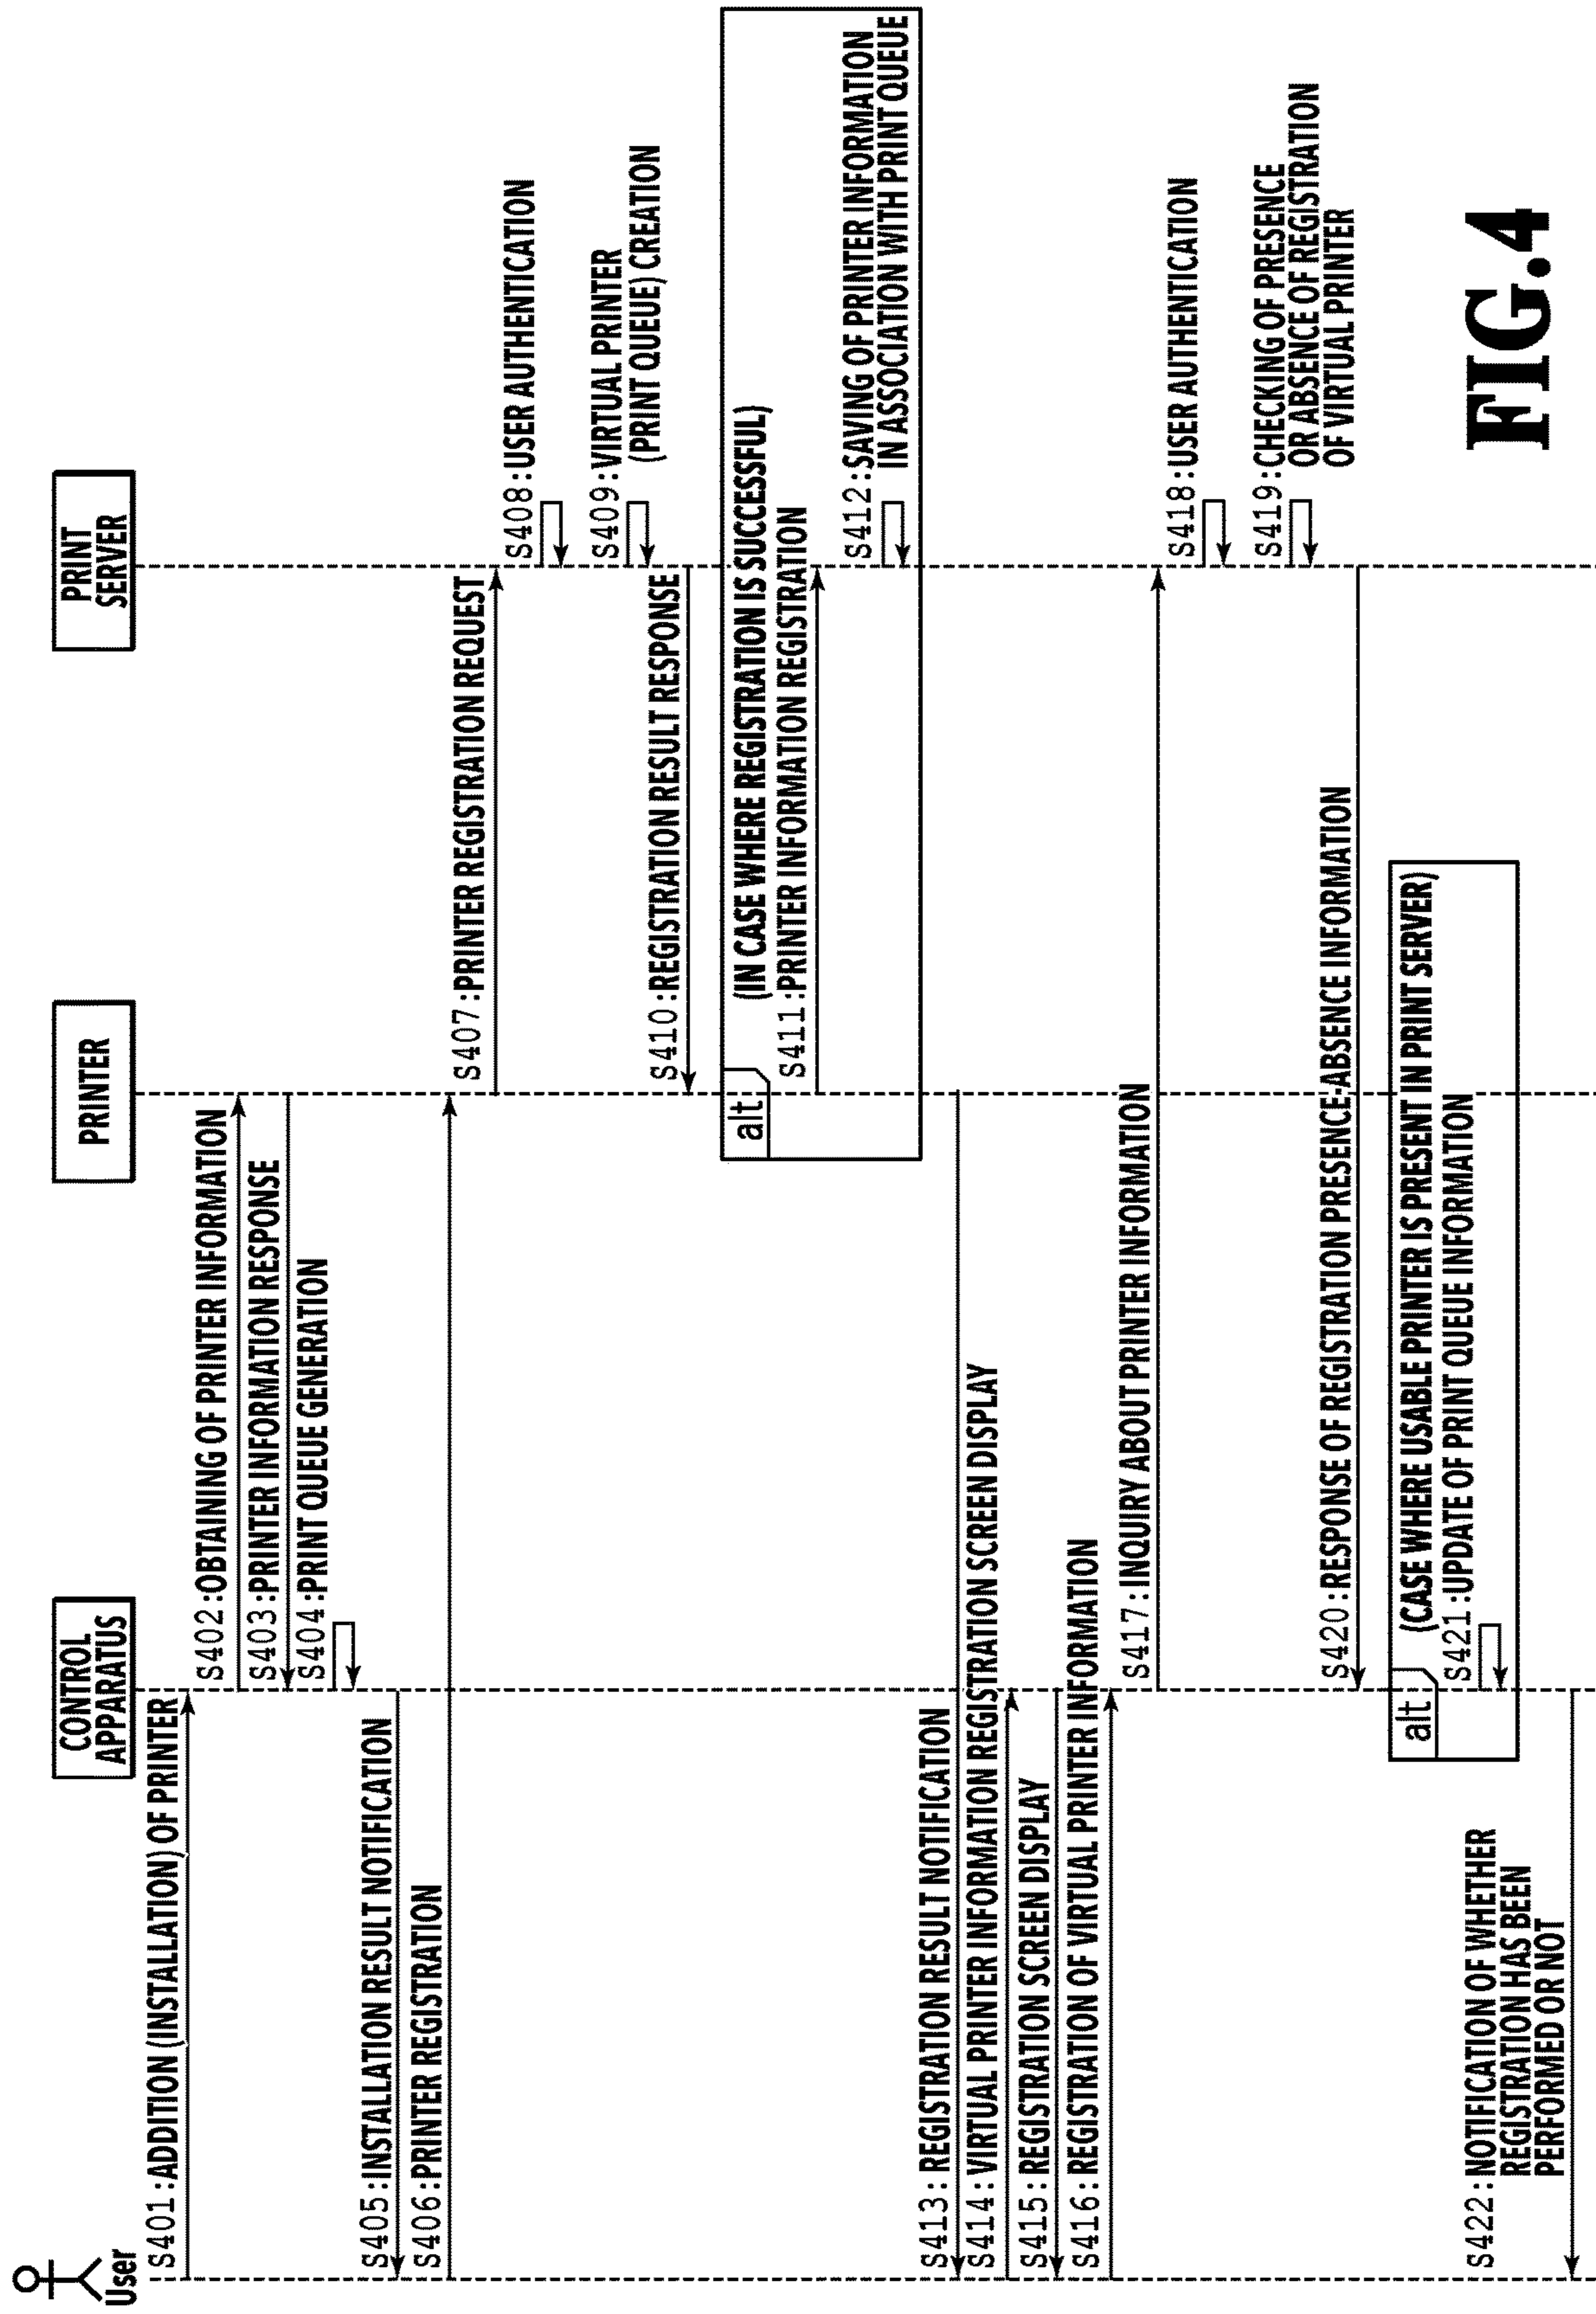 User
CONTROL
APPARATUS
PRINTER
PRINT
SERVER
S401:ADDITION (INSTALLATION) OF PRINTER
S402:OBTAINING OF PRINTER INFORMATION
S403:PRINTER INFORMATION RESPONSE
S404:PRINT QUEUE GENERATION
S405:INSTALLATION RESULT NOTIFICATION
S406:PRINTER REGISTRATION
S407:PRINTER REGISTRATION REQUEST
S408:USER AUTHENTICATION
S409:VIRTUAL PRINTER
(PRINT QUEUE) CREATION
S410:REGISTRATION RESULT RESPONSE
alt
(IN CASE WHERE REGISTRATION IS SUCCESSFUL)
S411:PRINTER INFORMATION REGISTRATION
S412:SAVING OF PRINTER INFORMATION
IN ASSOCIATION WITH PRINT QUEUE
S413: REGISTRATION RESULT NOTIFICATION
S414: VIRTUAL PRINTER INFORMATION REGISTRATION SCREEN DISPLAY
S415: REGISTRATION SCREEN DISPLAY
S416:REGISTRATION OF VIRTUAL PRINTER INFORMATION
S417: INQUIRY ABOUT PRINTER INFORMATION
S418:USER AUTHENTICATION
S419:CHECKING OF PRESENCE
OR ABSENCE OF REGISTRATION
OF VIRTUAL PRINTER
S420:RESPONSE OF REGISTRATION PRESENCE-ABSENCE INFORMATION
alt
(CASE WHERE USABLE PRINTER IS PRESENT IN PRINT SERVER)
S421:UPDATE OF PRINT QUEUE INFORMATION
S422: NOTIFICATION OF WHETHER
REGISTRATION HAS BEEN
PERFORMED OR NOT
FIG.4